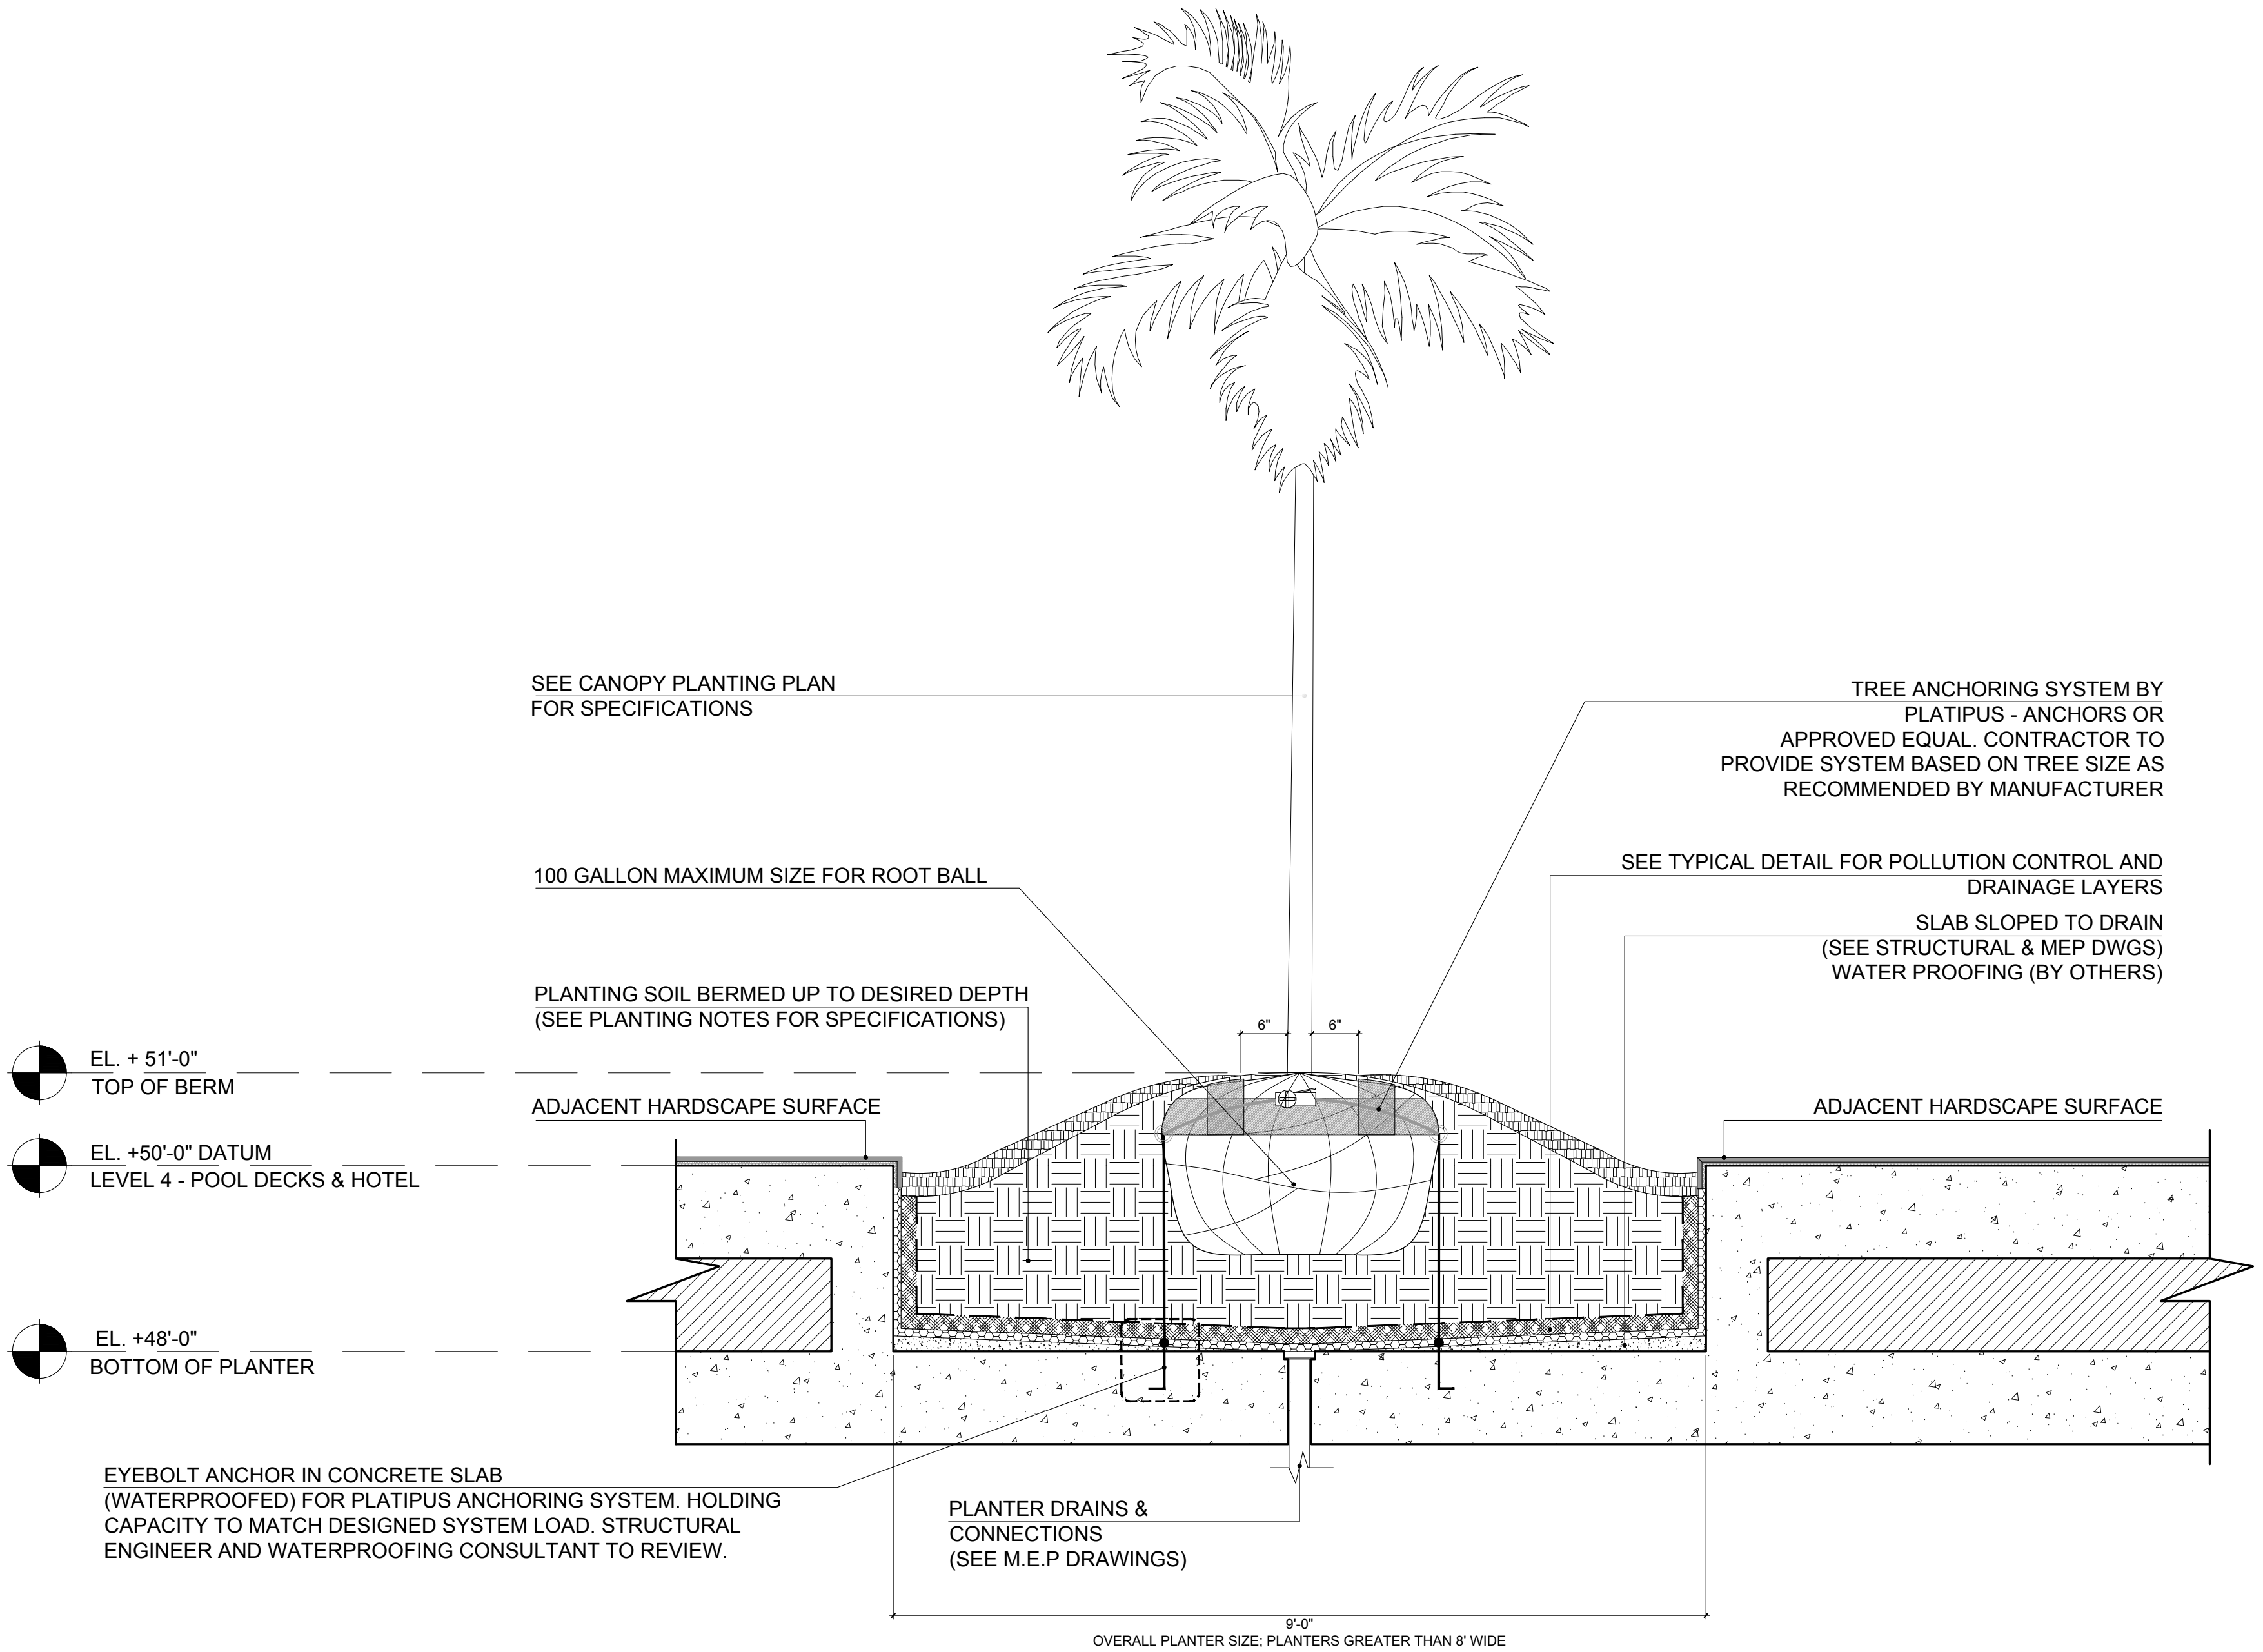 SEE CANOPY PLANTING PLAN
FOR SPECIFICATIONS
TREE ANCHORING SYSTEM BY
PLATIPUS - ANCHORS OR
APPROVED EQUAL. CONTRACTOR TO
PROVIDE SYSTEM BASED ON TREE SIZE AS
RECOMMENDED BY MANUFACTURER
100 GALLON MAXIMUM SIZE FOR ROOT BALL
SEE TYPICAL DETAIL FOR POLLUTION CONTROL AND
DRAINAGE LAYERS
SLAB SLOPED TO DRAIN
(SEE STRUCTURAL & MEP DWGS)
WATER PROOFING (BY OTHERS)
PLANTING SOIL BERMED UP TO DESIRED DEPTH
(SEE PLANTING NOTES FOR SPECIFICATIONS)
6"
6"
EL. + 51'-0"
TOP OF BERM
ADJACENT HARDSCAPE SURFACE
ADJACENT HARDSCAPE SURFACE
EL. +50'-0" DATUM
LEVEL 4 - POOL DECKS & HOTEL
EL. +48'-0"
BOTTOM OF PLANTER
EYEBOLT ANCHOR IN CONCRETE SLAB
(WATERPROOFED) FOR PLATIPUS ANCHORING SYSTEM. HOLDING
CAPACITY TO MATCH DESIGNED SYSTEM LOAD. STRUCTURAL
ENGINEER AND WATERPROOFING CONSULTANT TO REVIEW.
PLANTER DRAINS &
CONNECTIONS
(SEE M.E.P DRAWINGS)
9'-0"
OVERALL PLANTER SIZE; PLANTERS GREATER THAN 8' WIDE